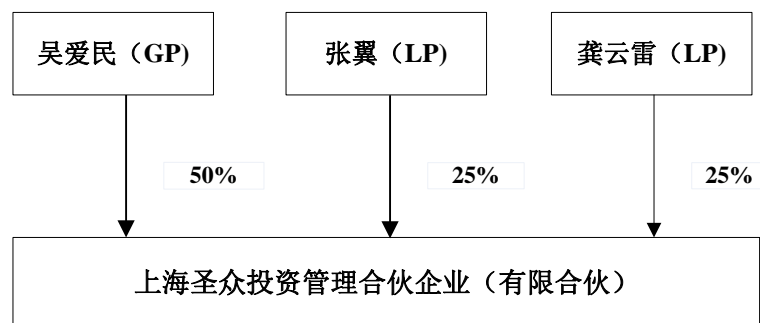 吴爱民（GP)
张翼（LP)
龚云雷（LP)
50%
25%
25%
上海圣众投资管理合伙企业（有限合伙）